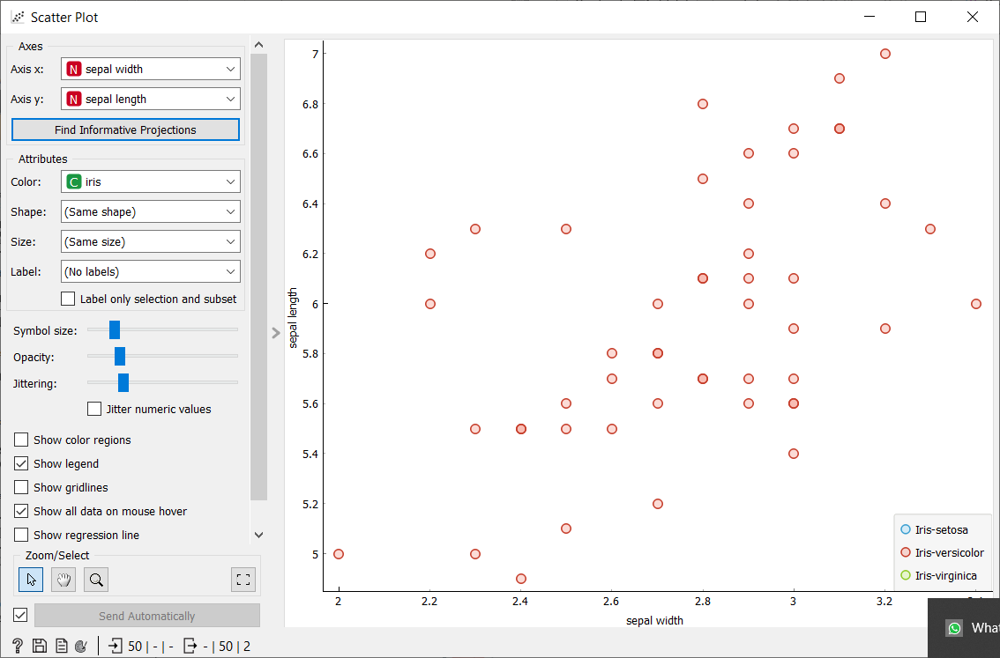 Scatter Plot
Axes
Axis x: N sepal width
Axis y: N sepal length
Find Informative Projections
Attributes
Color: C iris
Shape: (Same shape)
Size: (Same size)
Label: (No labels)
Label only selection and subset
Symbol size:
Opacity:
Jittering:
Jitter numeric values
Show color regions
Show legend
Show gridlines
Show all data on mouse hover
Show regression line
Zoom/Select
Send Automatically
? 50 | - | - - | 50 | 2
7
6.8
6.6
6.4
6.2
6
5.8
5.6
5.4
5.2
5
sepal length
2 2.2 2.4 2.6 2.8 3 3.2
sepal width
Iris-setosa
Iris-versicolor
Iris-virginica
What